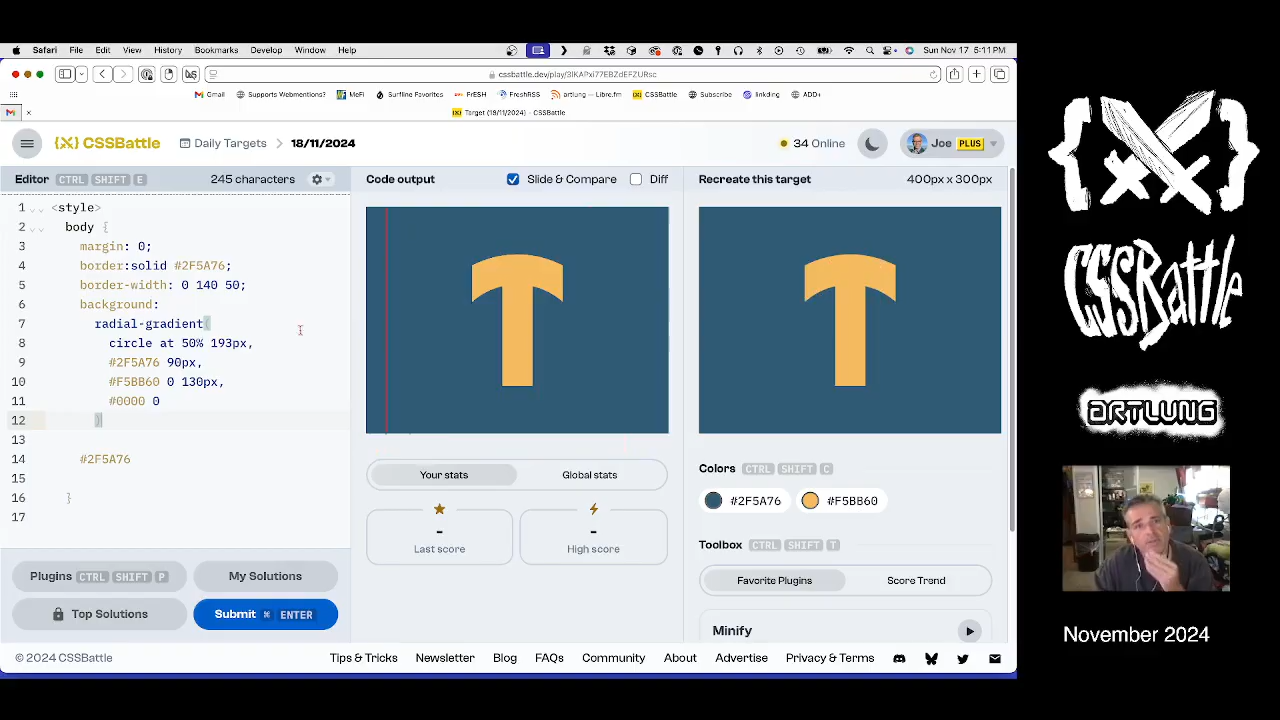 Safari File Edit View History Bookmarks Develop Window Help Sun Nov 17 5:11 PM
cssbattle.dev/play/3lKAPxi77EBZdEFZURsc
Gmail Supports Webmentions? MeFi Surfline Favorites FrESH FreshRSS artlung — Libre.fm CSSBattle Subscribe linkding ADD+
Target (18/11/2024) - CSSBattle
CSSBattle Daily Targets 18/11/2024 34 Online Joe PLUS
Editor CTRL SHIFT E 245 characters Code output Slide & Compare Diff Recreate this target 400px x 300px
1 <style>
2 body {
3 margin: 0;
4 border:solid #2F5A76;
5 border-width: 0 140 50;
6 background:
7 radial-gradient(
8 circle at 50% 193px,
9 #2F5A76 90px,
10 #F5BB60 0 130px,
11 #0000 0
12 )
13
14 #2F5A76
15
16 }
17
Your stats Global stats
-
Last score
-
High score
Colors CTRL SHIFT C
#2F5A76 #F5BB60
Toolbox CTRL SHIFT T
Favorite Plugins Score Trend
Minify
Plugins CTRL SHIFT P My Solutions
Top Solutions Submit ⌘ ENTER
© 2024 CSSBattle Tips & Tricks Newsletter Blog FAQs Community About Advertise Privacy & Terms
CSSBattle
ARTLUNG
November 2024